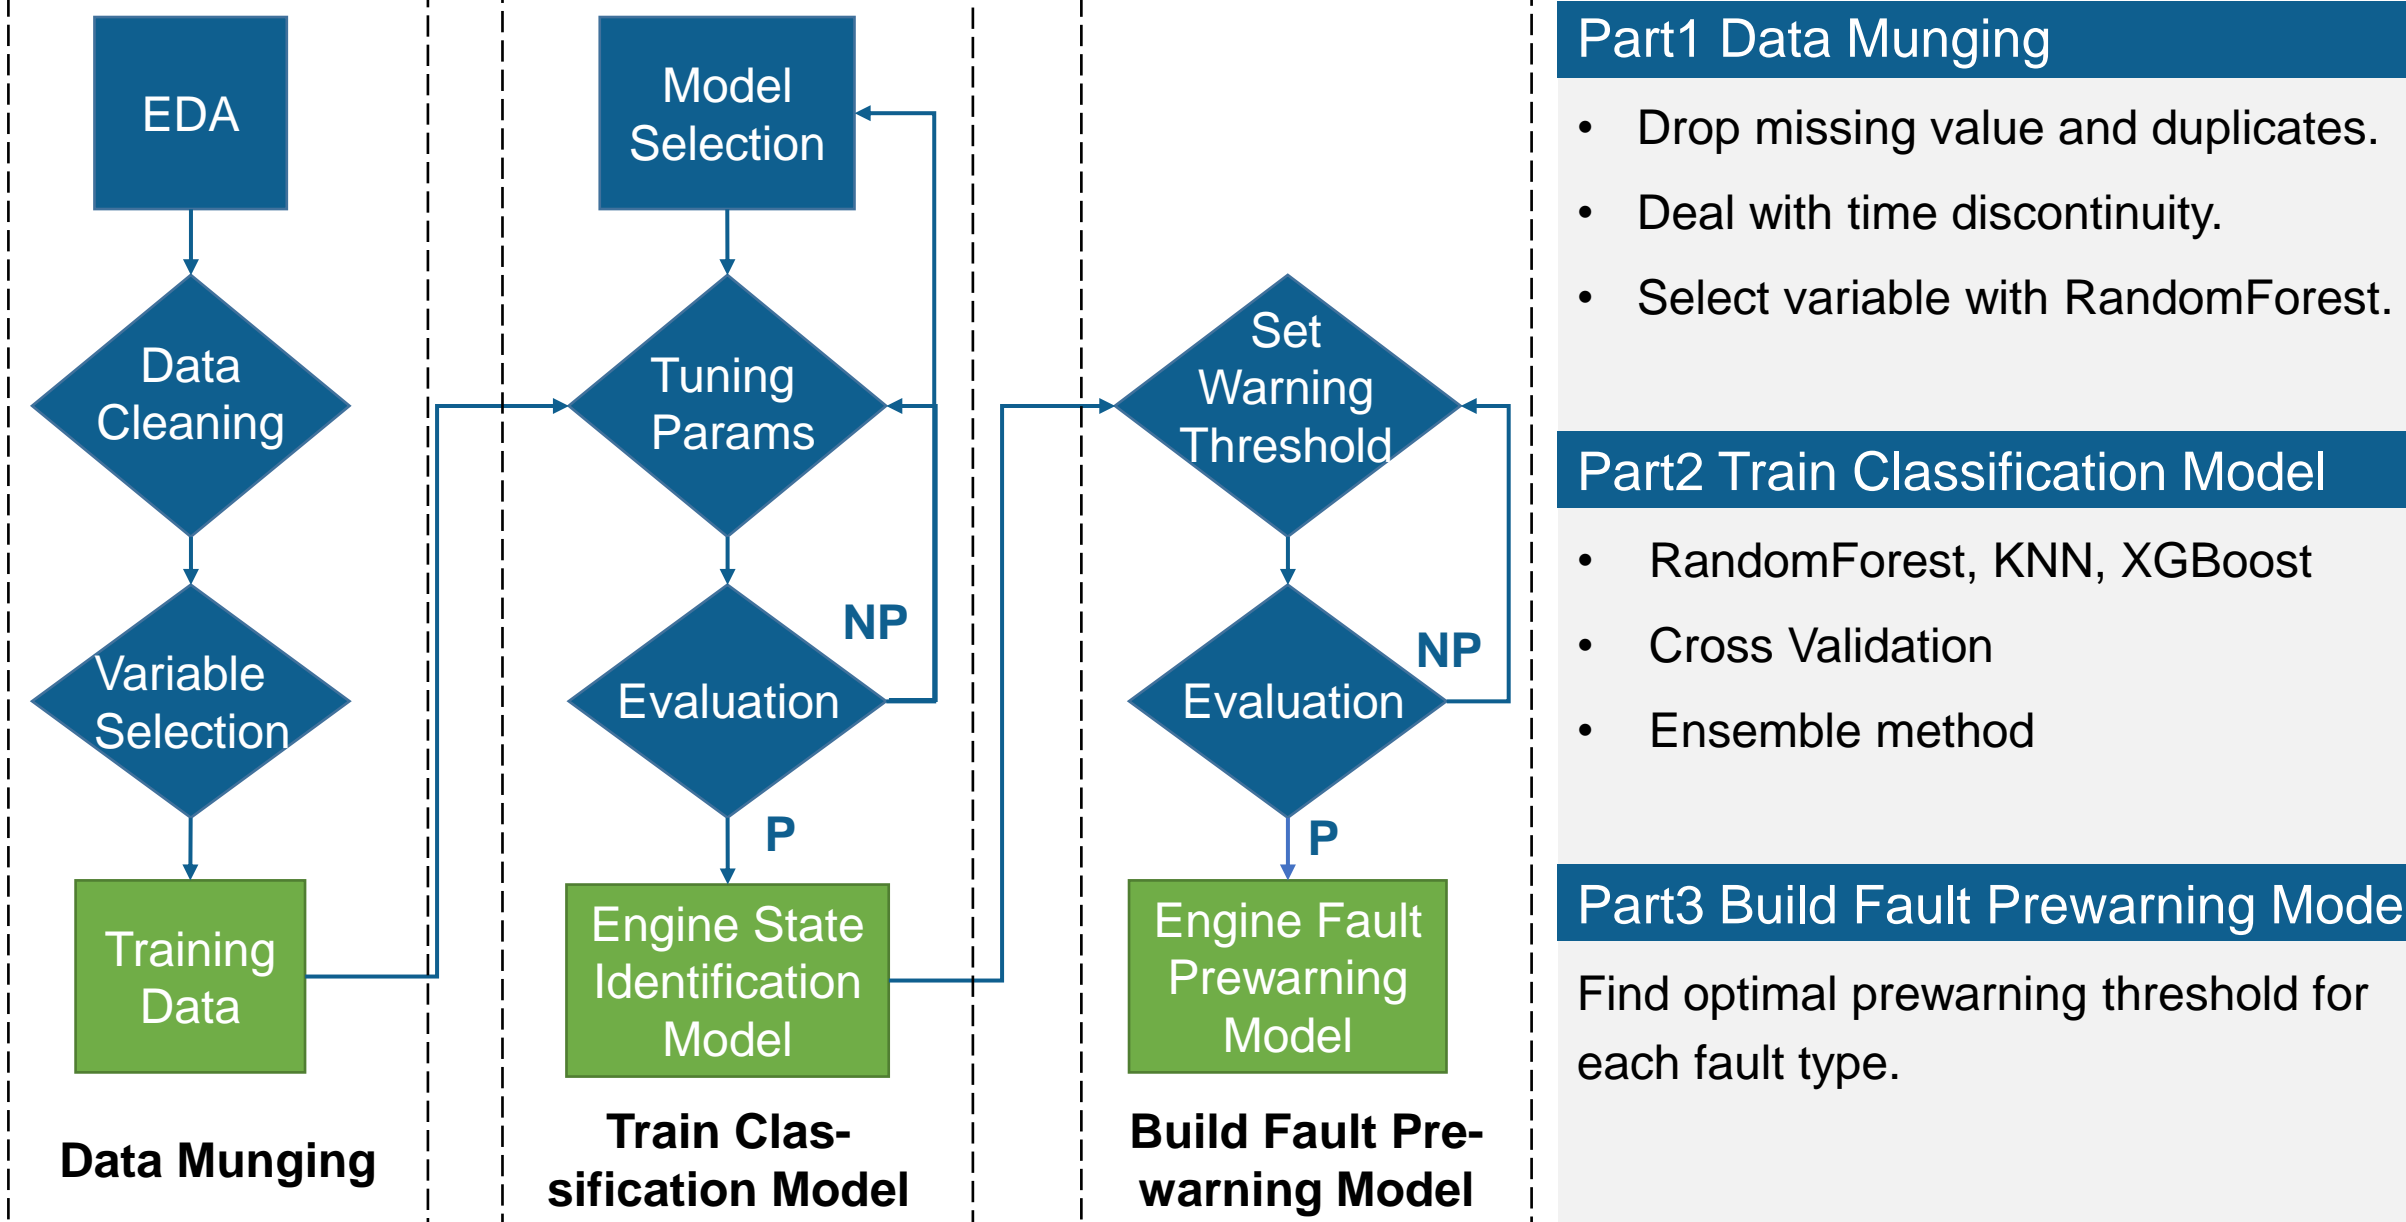 EDA
Data
Cleaning
Variable
Selection
Training
Data
Data Munging
Model
Selection
Tuning
Params
Evaluation
NP
P
Engine State
Identification
Model
Train Clas-
sification Model
Set
Warning
Threshold
Evaluation
NP
P
Engine Fault
Prewarning
Model
Build Fault Pre-
warning Model
Part1 Data Munging
• Drop missing value and duplicates.
• Deal with time discontinuity.
• Select variable with RandomForest.
Part2 Train Classification Model
• RandomForest, KNN, XGBoost
• Cross Validation
• Ensemble method
Part3 Build Fault Prewarning Mode
Find optimal prewarning threshold for
each fault type.